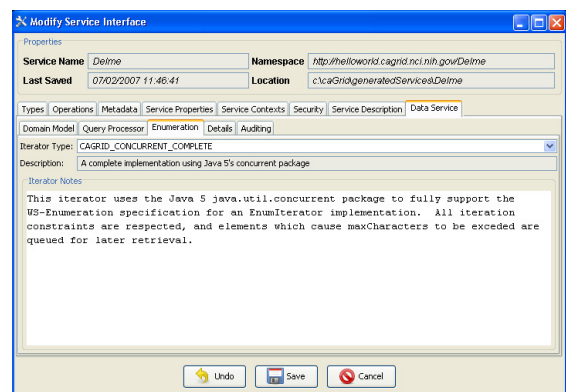 Modify Service Interface
Properties
Service Name Delme Namespace http://helloworld.cagrid.nci.nih.gov/Delme
Last Saved 07/02/2007 11:46:41 Location c:\caGrid\generatedServices\Delme
Types Operations Metadata Service Properties Service Contexts Security Service Description Data Service
Domain Model Query Processor Enumeration Details Auditing
Iterator Type: CAGRID_CONCURRENT_COMPLETE
Description: A complete implementation using Java 5's concurrent package
Iterator Notes
This iterator uses the Java 5 java.util.concurrent package to fully support the
WS-Enumeration specification for an EnumIterator implementation. All iteration
constraints are respected, and elements which cause maxCharacters to be exceded are
queued for later retrieval.
Undo Save Cancel